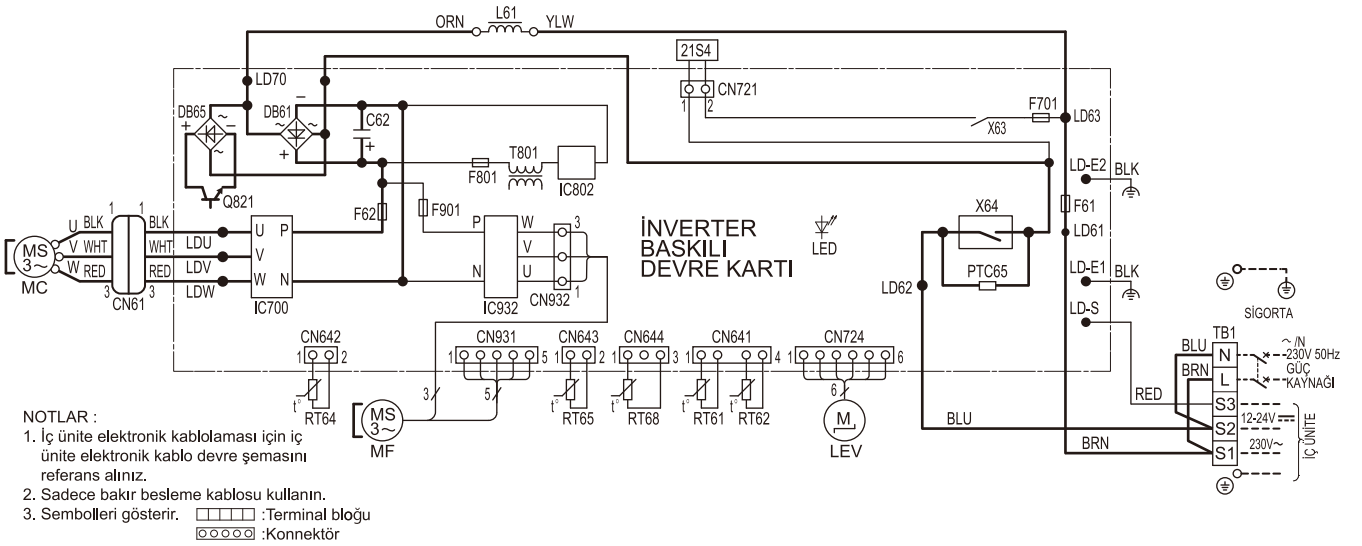 ORN L61 YLW
21S4
LD70
CN721
1 2
F701
X63
LD63
DB65
DB61
~ − ~
+ − ~ ~
+
C62
+
T801
F801
IC802
Q821
F62
F901
LD-E2 BLK
F61
X64
LD61
PTC65
LD62
LD-E1 BLK
LD-S
1 1
U BLK BLK LDU U P
V WHT WHT LDV V
W RED RED LDW W N
3 3
MS
3~
MC
CN61
IC700
P W 3
V
N U 1
IC932
CN932
İNVERTER
BASKILI
DEVRE KARTI
LED
SİGORTA
TB1
BLU N ~ /N
230V 50Hz
BRN L GÜÇ
KAYNAĞI
RED S3
12-24V
BLU S2
230V~
BRN S1
İÇ ÜNİTE
CN642
1 2
t°
RT64
CN931
1 5
3
5
MS
3~
MF
CN643
1 2
t°
RT65
CN644
1 3
t°
RT68
CN641
1 4
t° t°
RT61 RT62
CN724
1 6
6
M
LEV
NOTLAR :
1. İç ünite elektronik kablolaması için iç
ünite elektronik kablo devre şemasını
referans alınız.
2. Sadece bakır besleme kablosu kullanın.
3. Sembolleri gösterir. :Terminal bloğu
:Konnektör